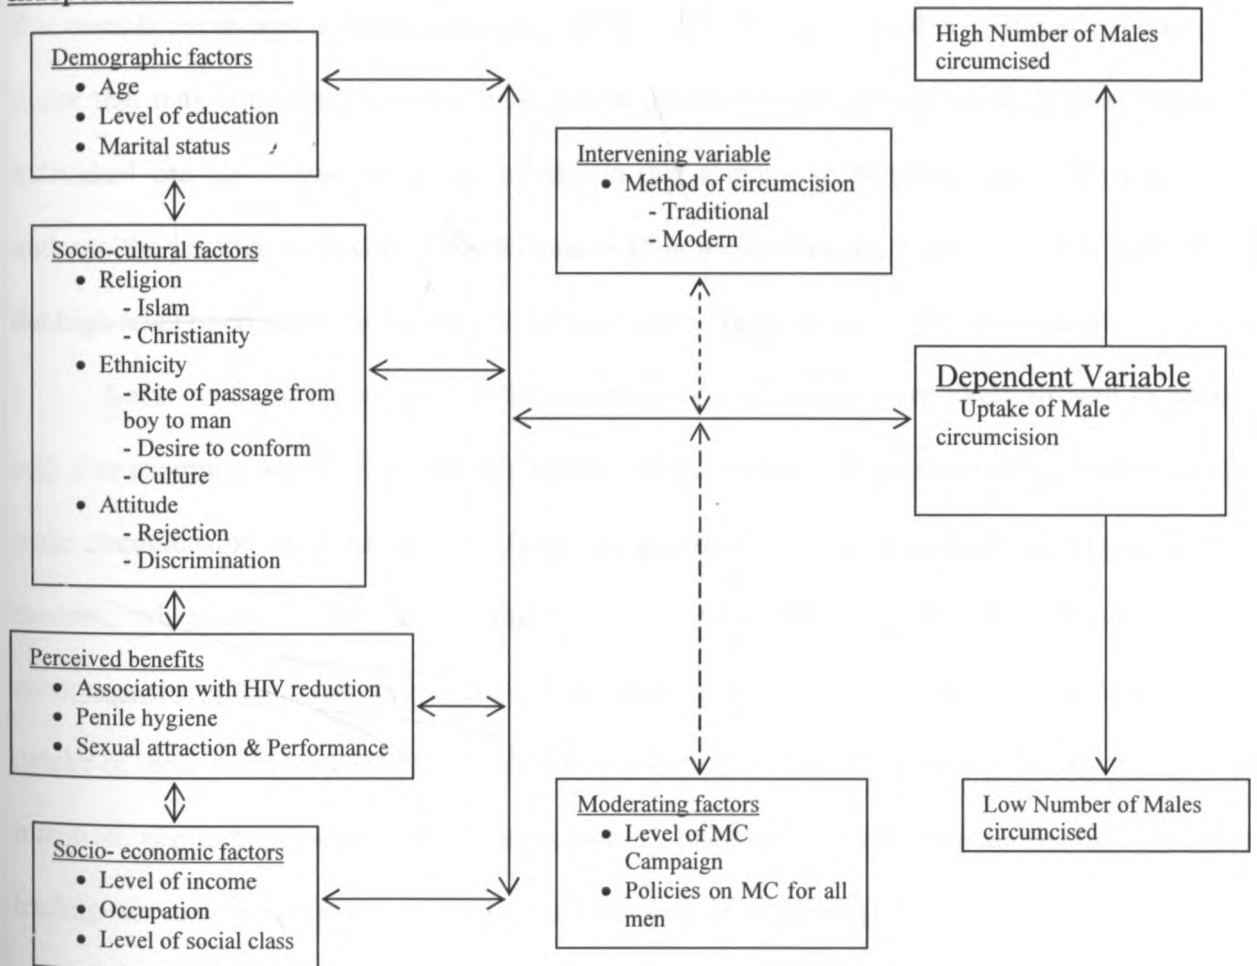 Demographic factors
• Age
• Level of education
• Marital status
Socio-cultural factors
• Religion
- Islam
- Christianity
• Ethnicity
- Rite of passage from
boy to man
- Desire to conform
- Culture
• Attitude
- Rejection
- Discrimination
Perceived benefits
• Association with HIV reduction
• Penile hygiene
• Sexual attraction & Performance
Socio- economic factors
• Level of income
• Occupation
• Level of social class
Intervening variable
• Method of circumcision
- Traditional
- Modern
Moderating factors
• Level of MC
Campaign
• Policies on MC for all
men
High Number of Males
circumcised
Dependent Variable
Uptake of Male
circumcision
Low Number of Males
circumcised